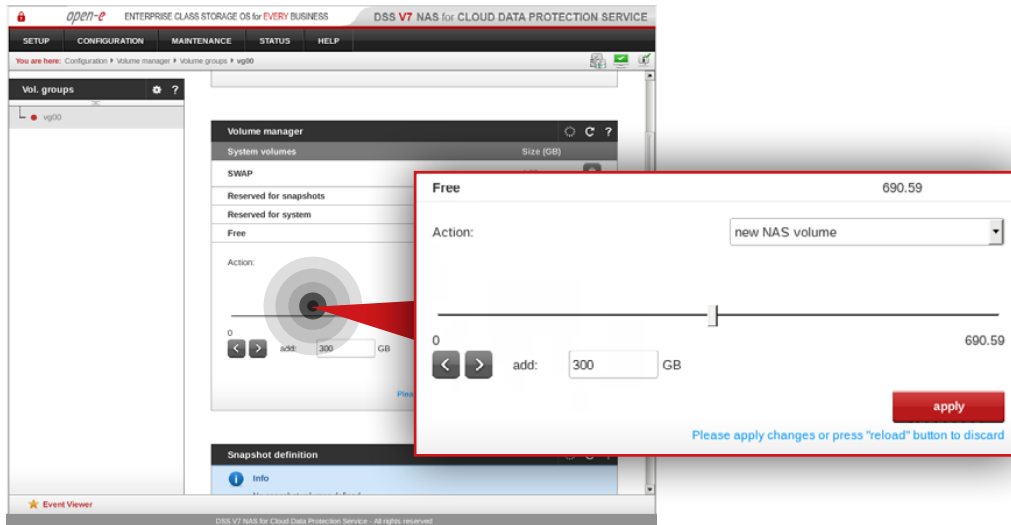 open-e ENTERPRISE CLASS STORAGE OS for EVERY BUSINESS DSS V7 NAS for CLOUD DATA PROTECTION SERVICE
SETUP CONFIGURATION MAINTENANCE STATUS HELP
You are here: Configuration Volume manager Volume groups vg00
Vol. groups ?
vg00
Volume manager ?
System volumes Size (GB)
SWAP
Reserved for snapshots
Reserved for system
Free
Action:
0
add: 300 GB
Plea
Free 690.59
Action: new NAS volume
0 690.59
add: 300 GB
apply
Please apply changes or press "reload" button to discard
Snapshot definition
Info
Event Viewer
DSS V7 NAS for Cloud Data Protection Service - All rights reserved